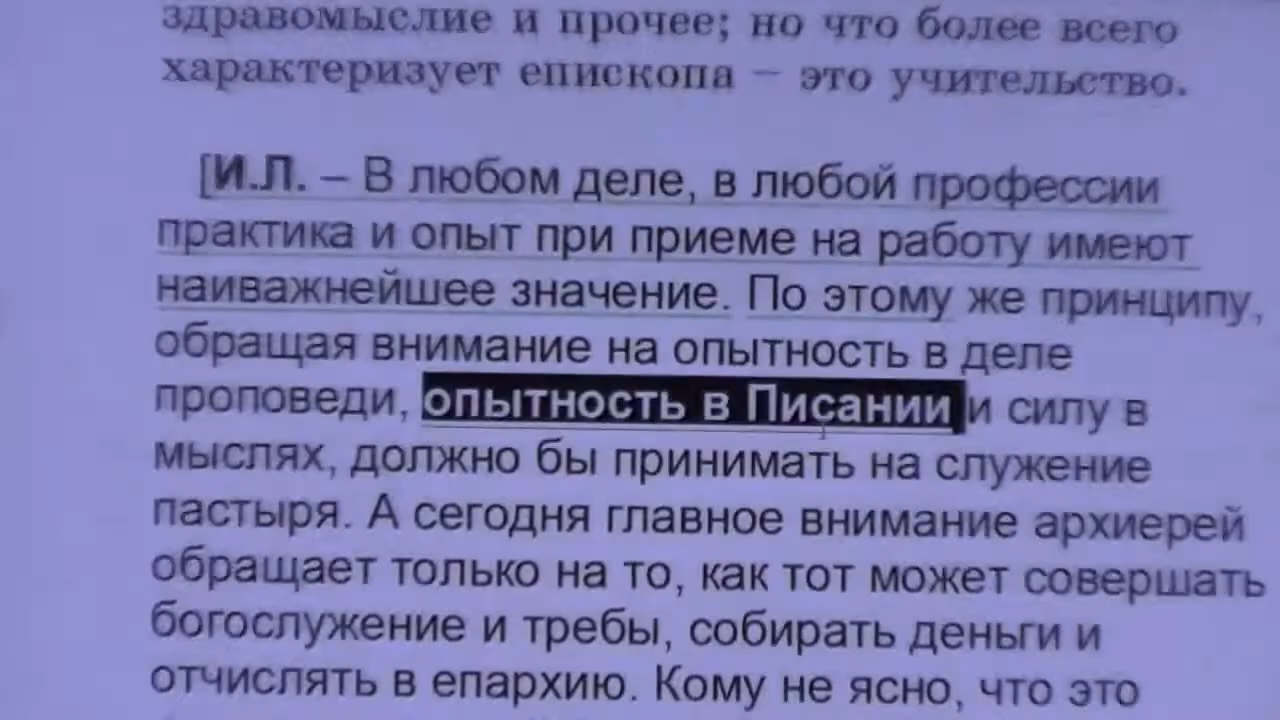 здравомыслие и прочее; но что более всего
характеризует епископа – это учительство.
[И.Л. – В любом деле, в любой профессии
практика и опыт при приеме на работу имеют
наиважнейшее значение. По этому же принципу,
обращая внимание на опытность в деле
проповеди, опытность в Писании и силу в
мыслях, должно бы принимать на служение
пастыря. А сегодня главное внимание архиерей
обращает только на то, как тот может совершать
богослужение и требы, собирать деньги и
отчислять в епархию. Кому не ясно, что это